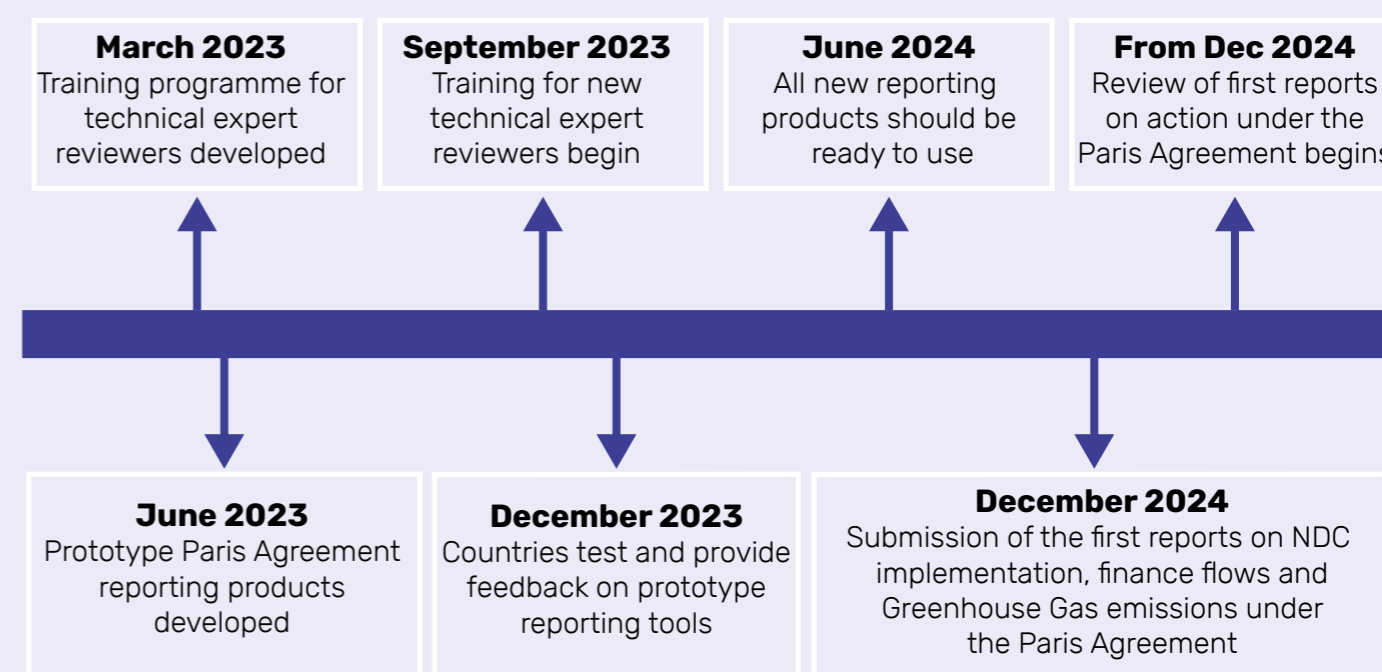 March 2023
Training programme for
technical expert
reviewers developed
September 2023
Training for new
technical expert
reviewers begin
June 2024
All new reporting
products should be
ready to use
From Dec 2024
Review of first reports
on action under the
Paris Agreement begins
June 2023
Prototype Paris Agreement
reporting products
developed
December 2023
Countries test and provide
feedback on prototype
reporting tools
December 2024
Submission of the first reports on NDC
implementation, finance flows and
Greenhouse Gas emissions under
the Paris Agreement